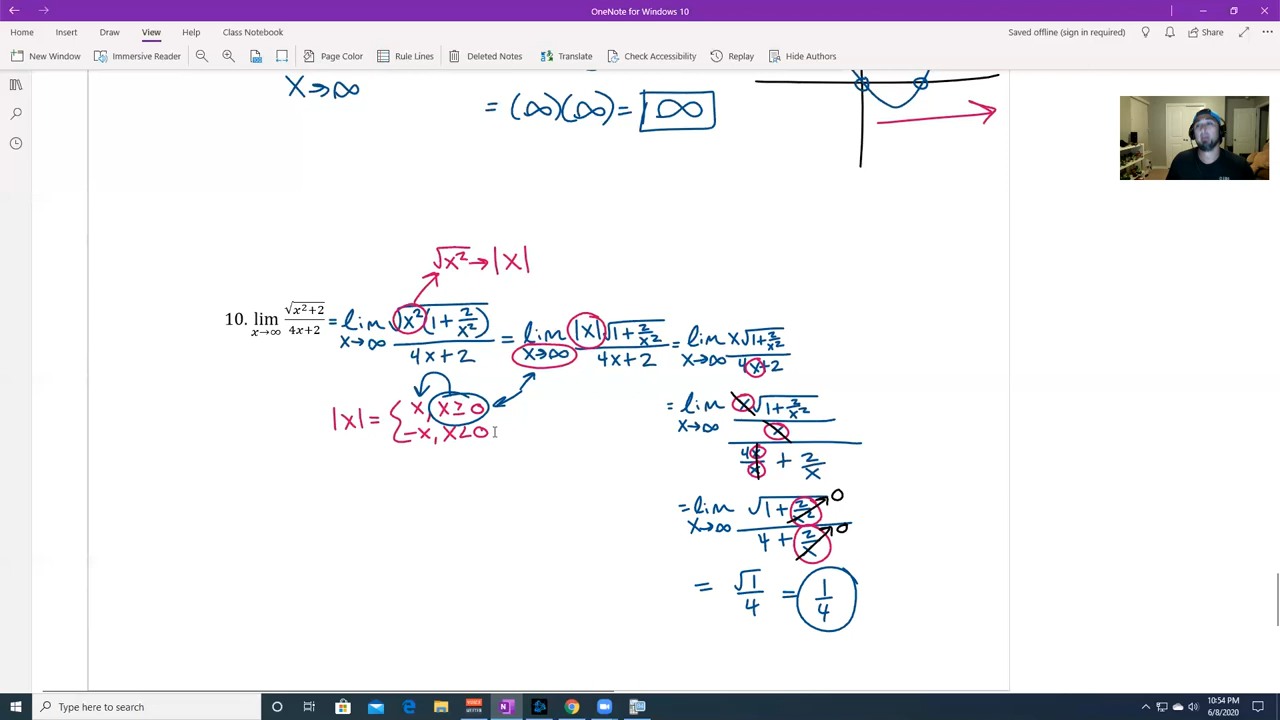 OneNote for Windows 10
Home Insert Draw View Help Class Notebook Saved offline (sign in required) Share
New Window Immersive Reader Page Color Rule Lines Deleted Notes Translate Check Accessibility Replay Hide Authors
x→∞
= (∞)(∞) = ∞
√x² → |x|
10. lim x→∞ √(x²+2)/(4x+2) = lim x→∞ √(x²(1+2/x²))/(4x+2) = lim x→∞ |x|√(1+2/x²)/(4x+2) = lim x→∞ x√(1+2/x²)/(4x+2)
|x| = { x, x≥0
-x, x<0
= lim x→∞ (x√(1+2/x²)/x)/(4x/x + 2/x)
= lim x→∞ √(1+2/x²)/(4+2/x) 0 0
= √1/4 = 1/4
Type here to search
10:54 PM
6/8/2020